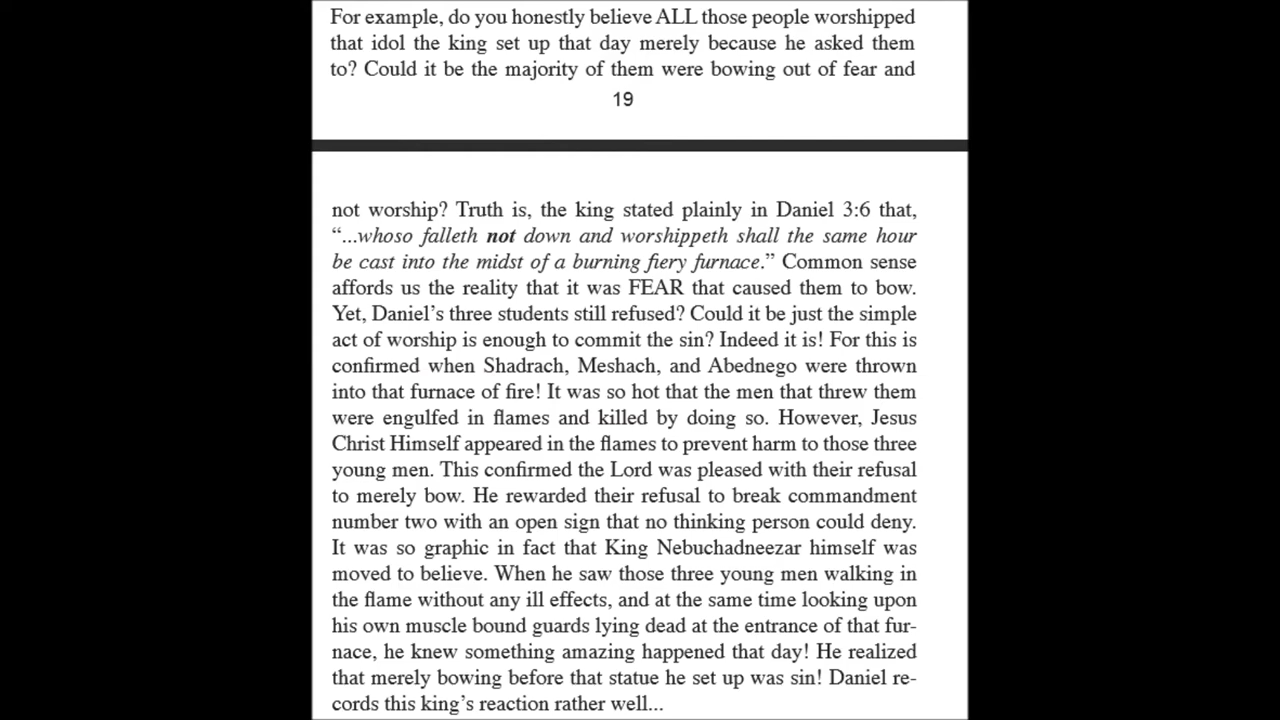 For example, do you honestly believe ALL those people worshipped
that idol the king set up that day merely because he asked them
to? Could it be the majority of them were bowing out of fear and
19
not worship? Truth is, the king stated plainly in Daniel 3:6 that,
“...whoso falleth not down and worshippeth shall the same hour
be cast into the midst of a burning fiery furnace.” Common sense
affords us the reality that it was FEAR that caused them to bow.
Yet, Daniel’s three students still refused? Could it be just the simple
act of worship is enough to commit the sin? Indeed it is! For this is
confirmed when Shadrach, Meshach, and Abednego were thrown
into that furnace of fire! It was so hot that the men that threw them
were engulfed in flames and killed by doing so. However, Jesus
Christ Himself appeared in the flames to prevent harm to those three
young men. This confirmed the Lord was pleased with their refusal
to merely bow. He rewarded their refusal to break commandment
number two with an open sign that no thinking person could deny.
It was so graphic in fact that King Nebuchadneezar himself was
moved to believe. When he saw those three young men walking in
the flame without any ill effects, and at the same time looking upon
his own muscle bound guards lying dead at the entrance of that fur-
nace, he knew something amazing happened that day! He realized
that merely bowing before that statue he set up was sin! Daniel re-
cords this king’s reaction rather well...